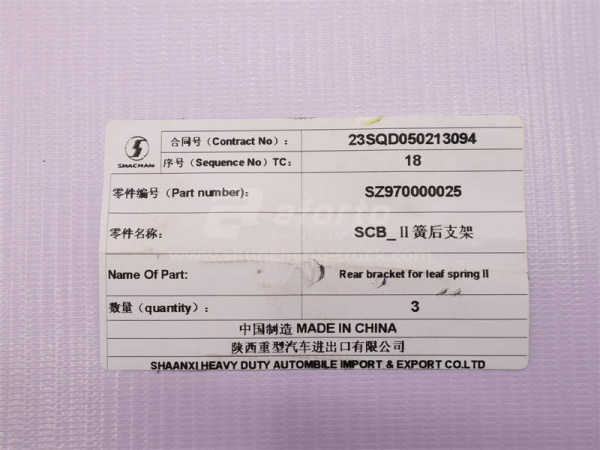 SHACMAN
合同号（Contract No）： 23SQD050213094
序号（Sequence No）TC: 18
零件编号（Part number）: SZ970000025
零件名称： SCB_II簧后支架
Name Of Part: Rear bracket for leaf spring II
数量（quantity）： 3
中国制造 MADE IN CHINA
陕西重型汽车进出口有限公司
SHAANXI HEAVY DUTY AUTOMBILE IMPORT & EXPORT CO.LTD